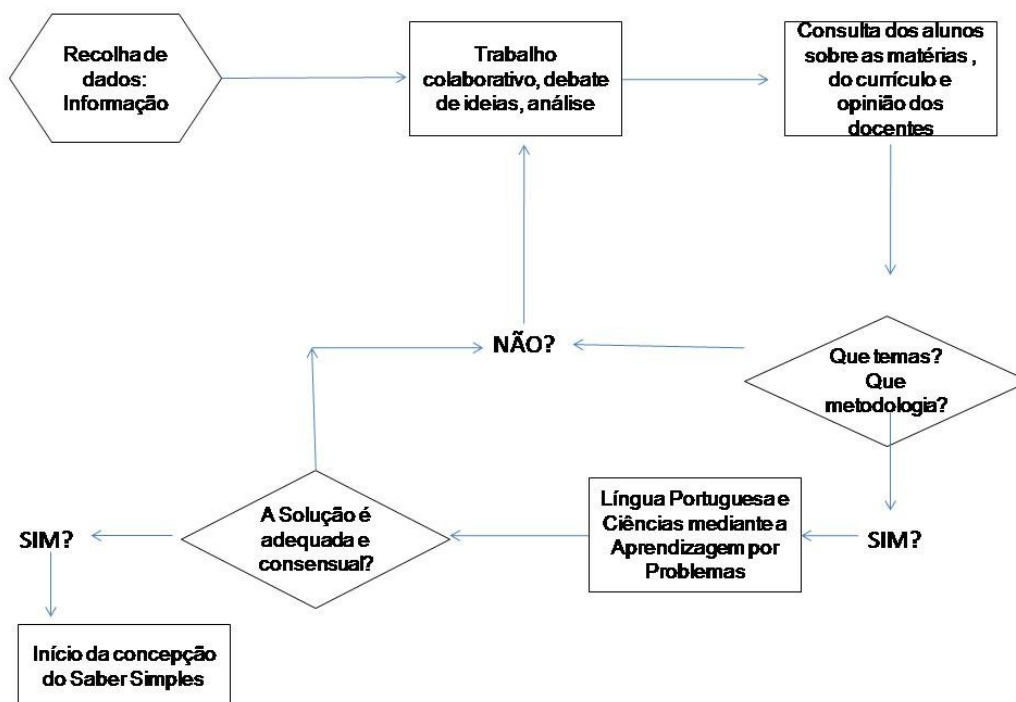 Recolha de
dados:
Informação
Trabalho
colaborativo, debate
de ideias, análise
Consulta dos alunos
sobre as matérias ,
do currículo e
opinião dos
docentes
NÃO?
Que temas?
Que
metodologia?
SIM?
Língua Portuguesa e
Ciências mediante a
Aprendizagem por
Problemas
A Solução é
adequada e
consensual?
SIM?
Início da concepção
do Saber Simples